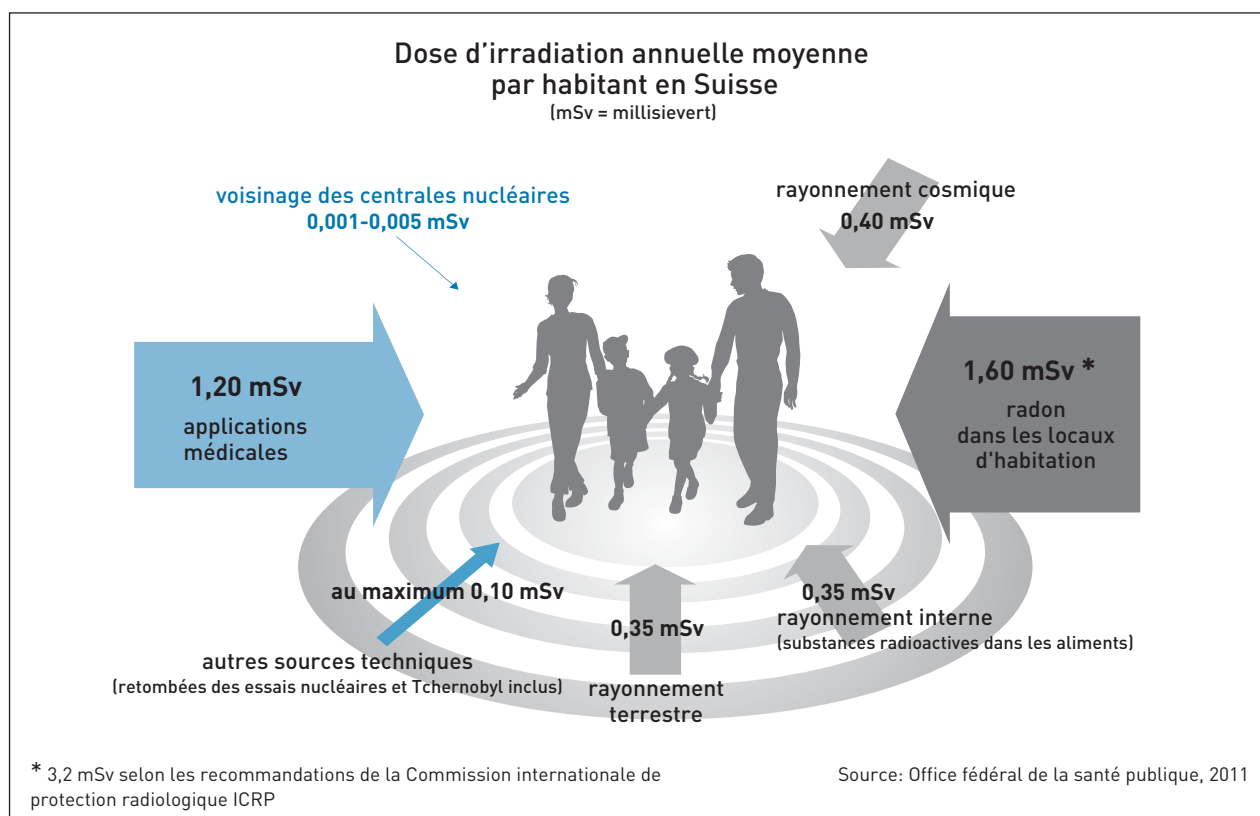 Dose d’irradiation annuelle moyenne
par habitant en Suisse
(mSv = millisievert)
voisinage des centrales nucléaires
0,001-0,005 mSv
rayonnement cosmique
0,40 mSv
1,20 mSv
applications
médicales
1,60 mSv *
radon
dans les locaux
d'habitation
au maximum 0,10 mSv
autres sources techniques
(retombées des essais nucléaires et Tchernobyl inclus)
0,35 mSv
rayonnement
terrestre
0,35 mSv
rayonnement interne
(substances radioactives dans les aliments)
* 3,2 mSv selon les recommandations de la Commission internationale de
protection radiologique ICRP
Source: Office fédéral de la santé publique, 2011